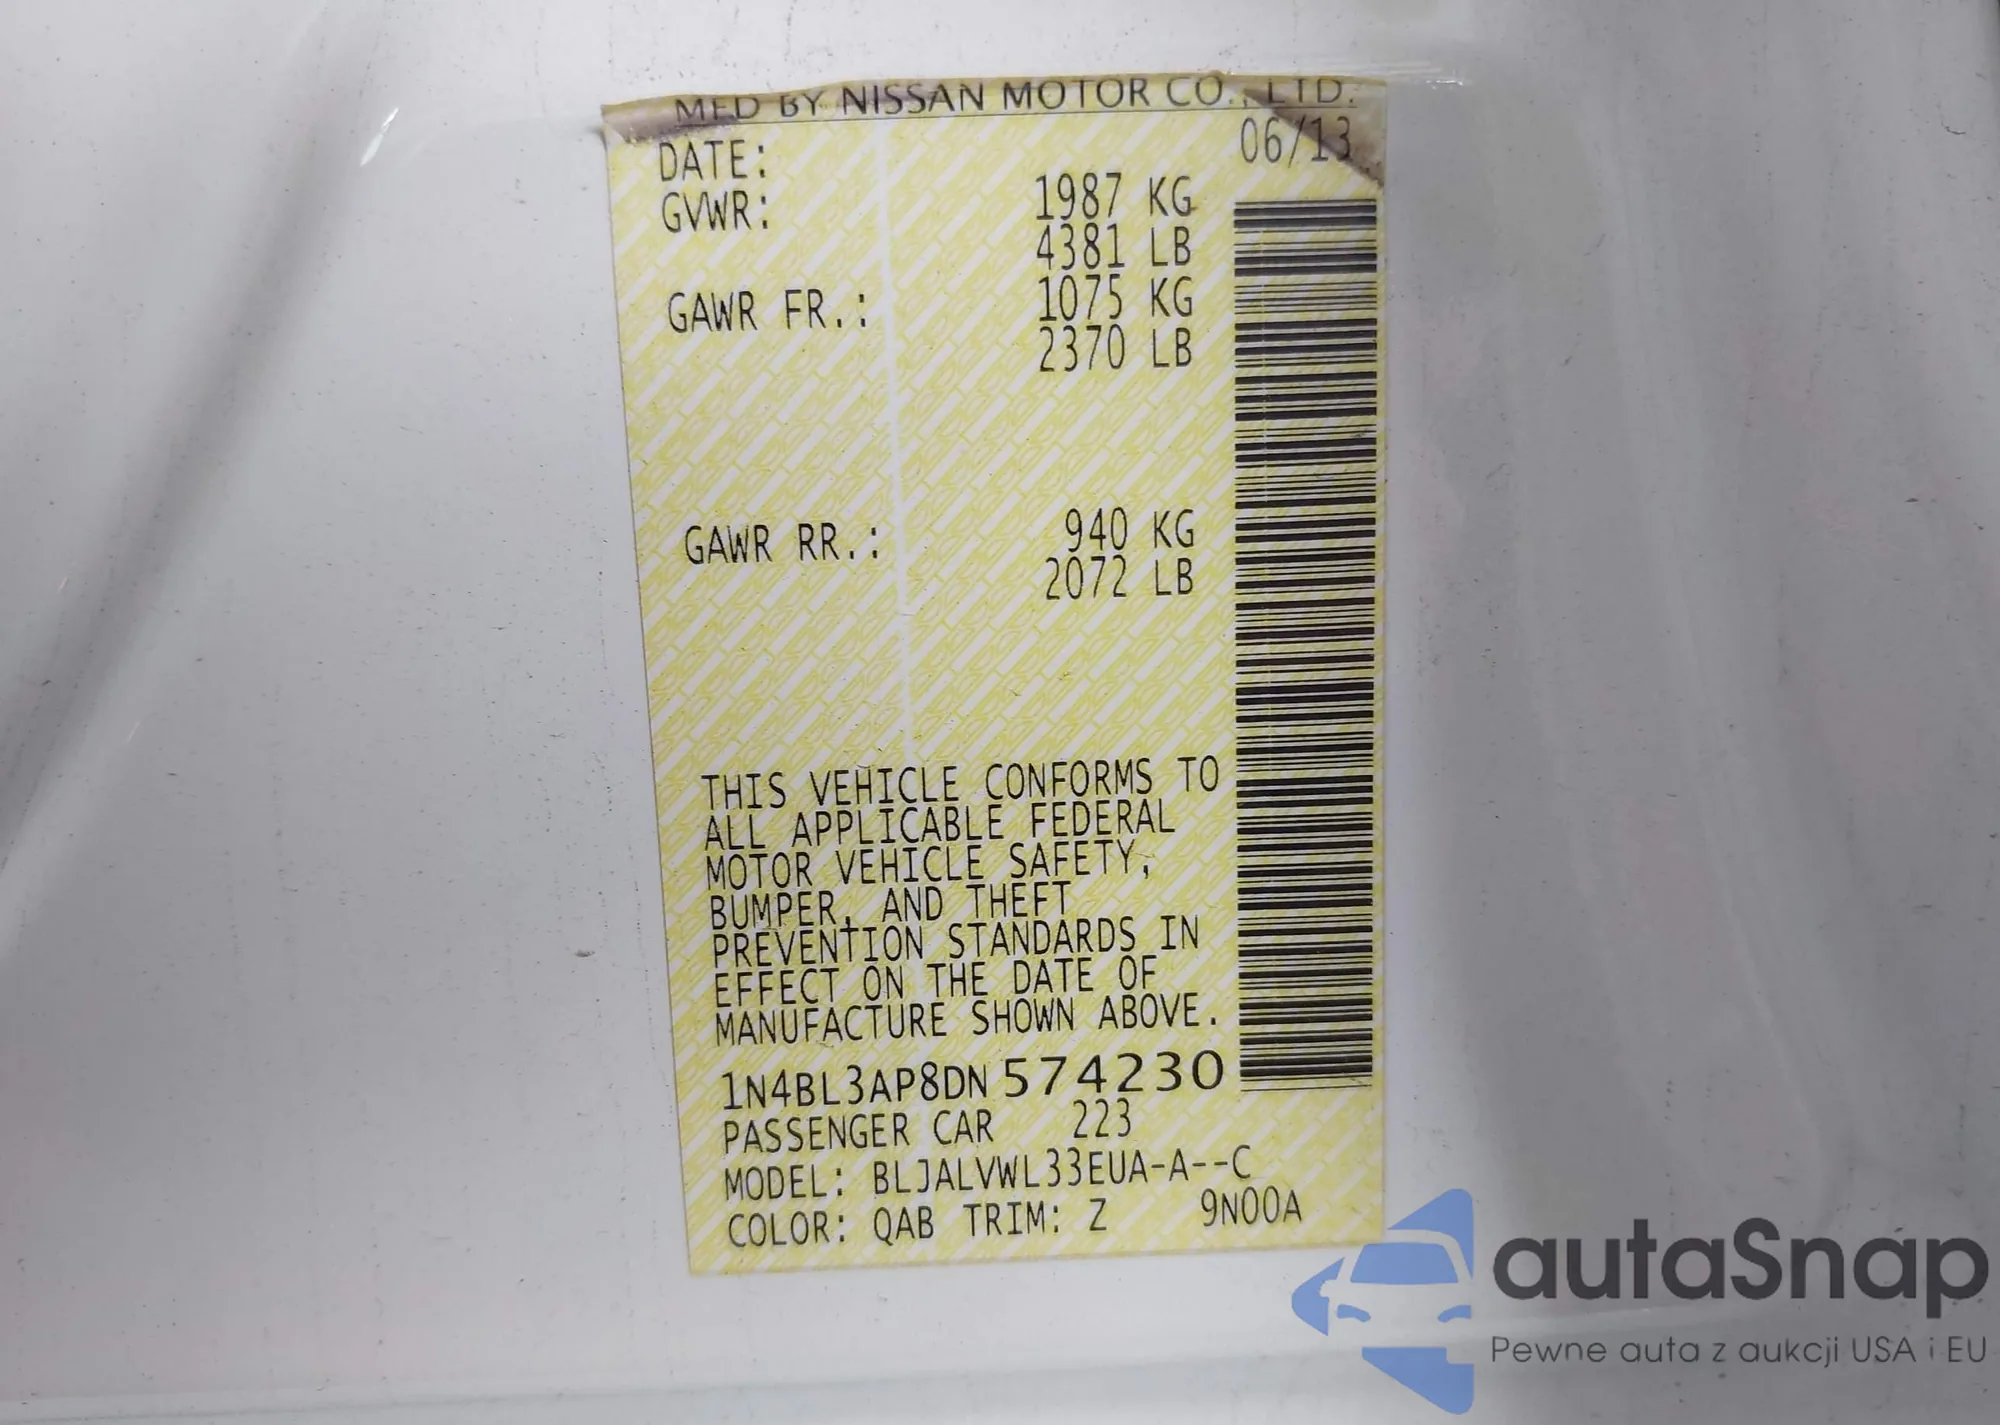 MFD BY NISSAN MOTOR CO., LTD.
DATE: 06/13
GVWR: 1987 KG
4381 LB
GAWR FR.: 1075 KG
2370 LB
GAWR RR.: 940 KG
2072 LB
THIS VEHICLE CONFORMS TO
ALL APPLICABLE FEDERAL
MOTOR VEHICLE SAFETY,
BUMPER, AND THEFT
PREVENTION STANDARDS IN
EFFECT ON THE DATE OF
MANUFACTURE SHOWN ABOVE.
1N4BL3AP8DN574230
PASSENGER CAR 223
MODEL: BLJALVWL33EUA-A--C
COLOR: QAB TRIM: Z 9N00A
autaSnap
Pewne auta z aukcji USA i EU